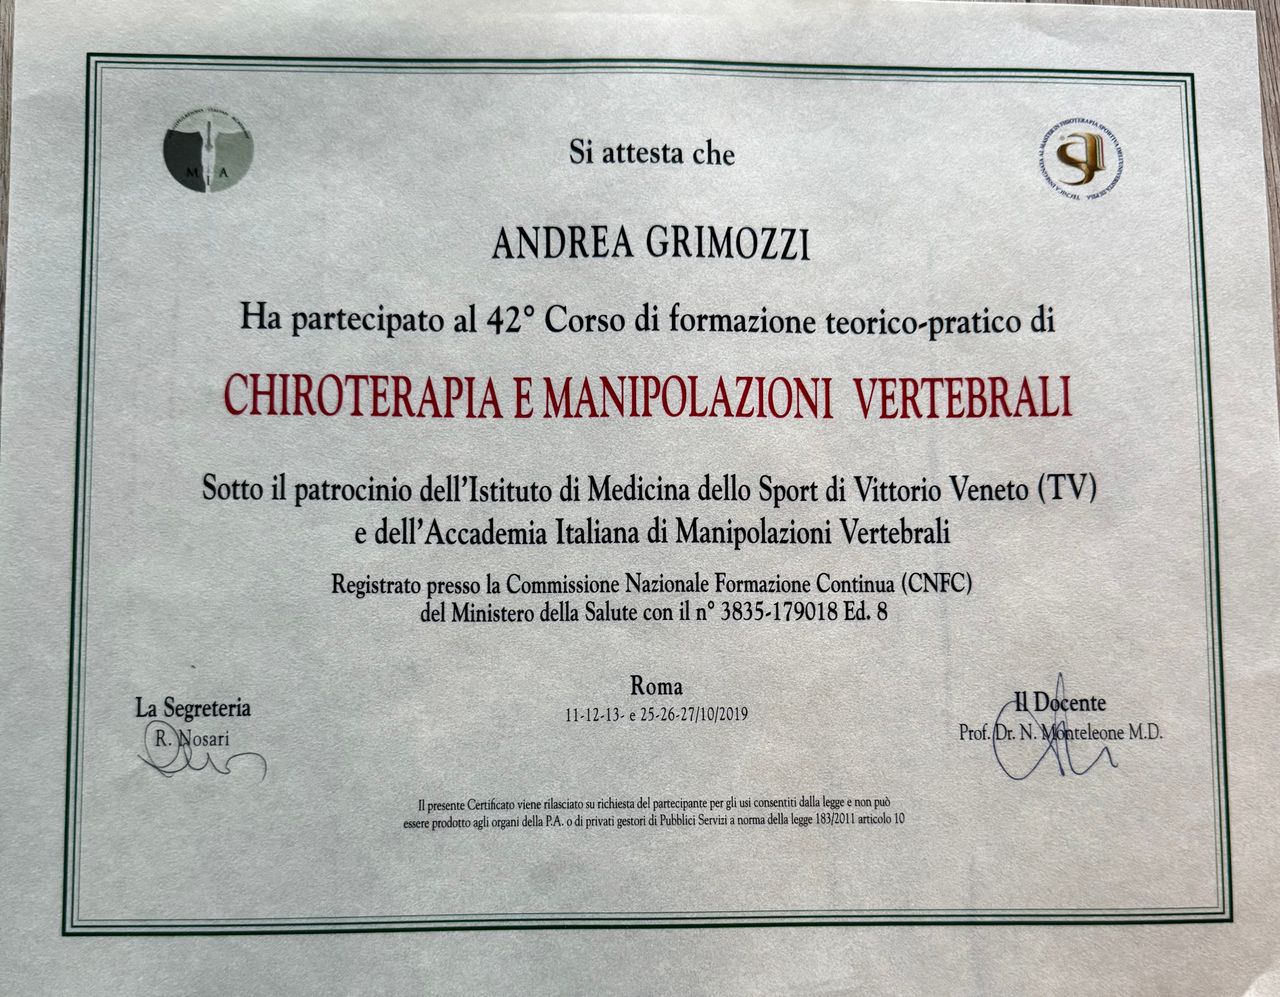 Si attesta che
ANDREA GRIMOZZI
Ha partecipato al 42° Corso di formazione teorico-pratico di
CHIROTERAPIA E MANIPOLAZIONI VERTEBRALI
Sotto il patrocinio dell'Istituto di Medicina dello Sport di Vittorio Veneto (TV)
e dell'Accademia Italiana di Manipolazioni Vertebrali
Registrato presso la Commissione Nazionale Formazione Continua (CNFC)
del Ministero della Salute con il n° 3835-179018 Ed. 8
Roma
11-12-13- e 25-26-27/10/2019
La Segreteria
R. Nosari
Il Docente
Prof. Dr. N. Monteleone M.D.
Il presente Certificato viene rilasciato su richiesta del partecipante per gli usi consentiti dalla legge e non può
essere prodotto agli organi della P.A. o di privati gestori di Pubblici Servizi a norma della legge 183/2011 articolo 10
M A